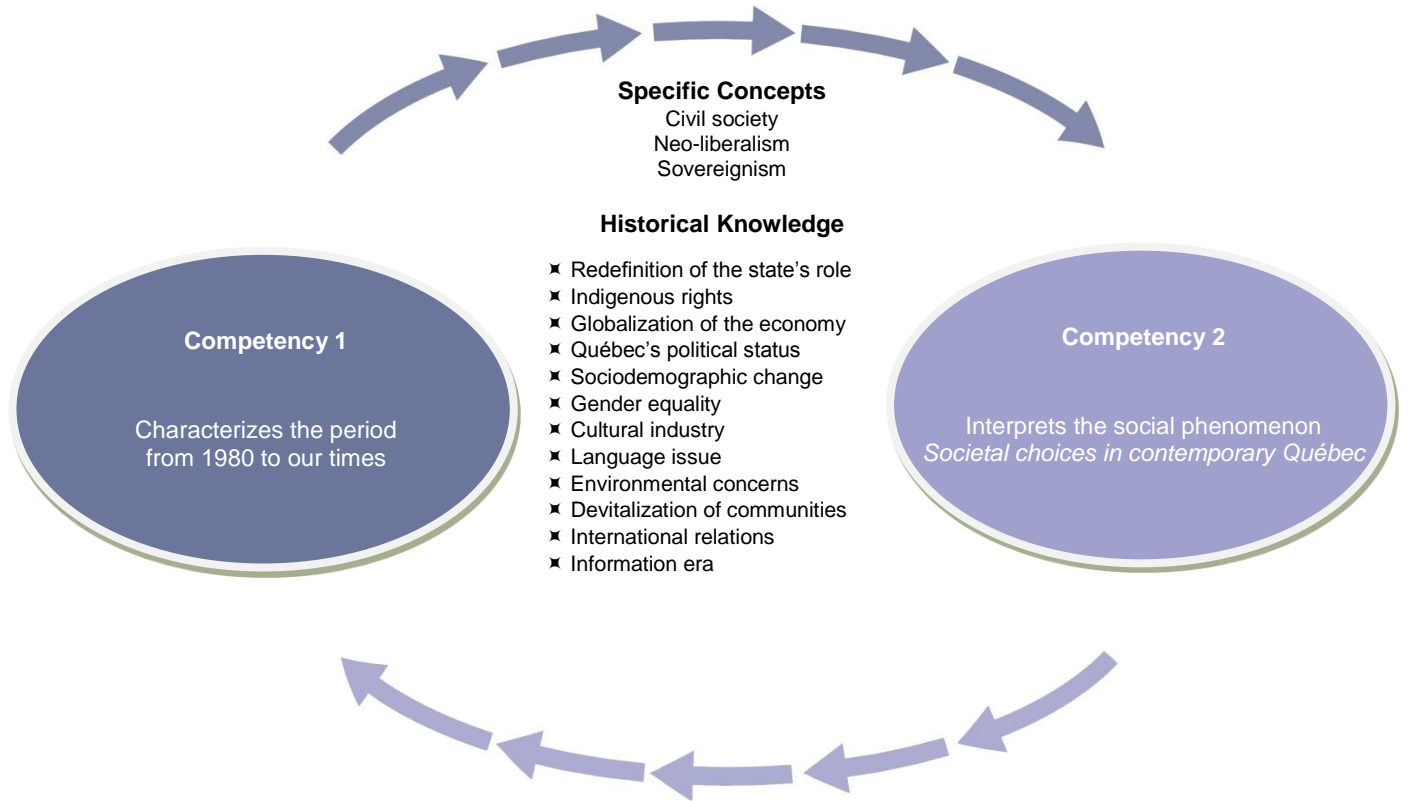 Specific Concepts
Civil society
Neo-liberalism
Sovereignism
Historical Knowledge
Redefinition of the state's role
Indigenous rights
Globalization of the economy
Québec's political status
Sociodemographic change
Gender equality
Cultural industry
Language issue
Environmental concerns
Devitalization of communities
International relations
Information era
Competency 1
Characterizes the period
from 1980 to our times
Competency 2
Interprets the social phenomenon
Societal choices in contemporary Québec